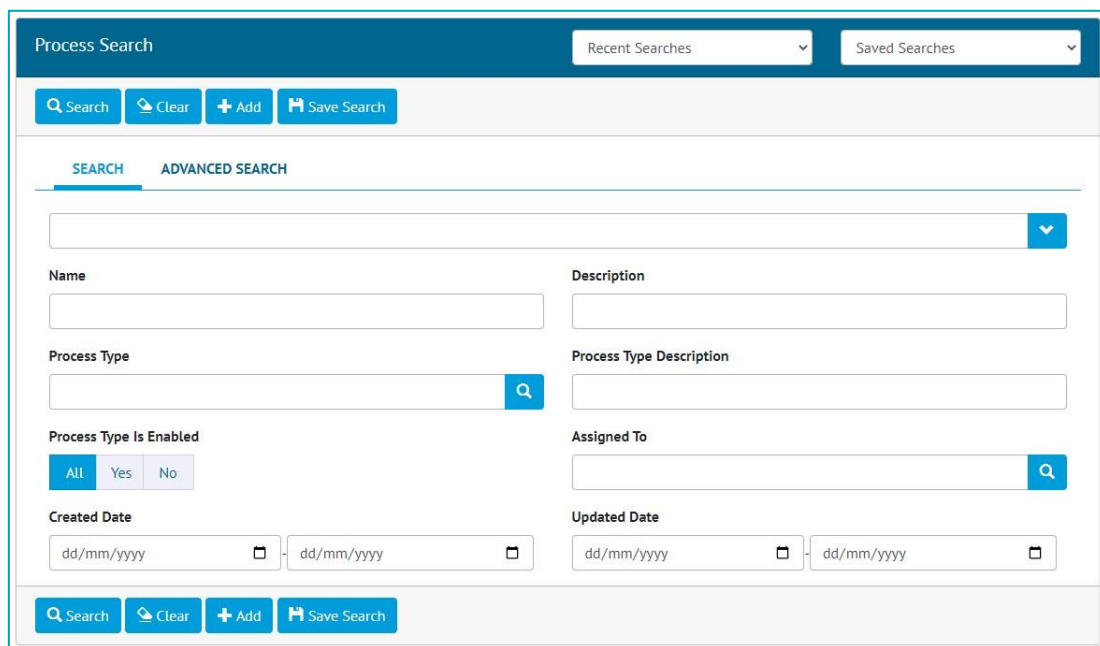 Process Search Recent Searches Saved Searches
Search Clear Add Save Search
SEARCH ADVANCED SEARCH
Name Description
Process Type Process Type Description
Process Type Is Enabled Assigned To
All Yes No
Created Date Updated Date
dd/mm/yyyy - dd/mm/yyyy dd/mm/yyyy - dd/mm/yyyy
Search Clear Add Save Search